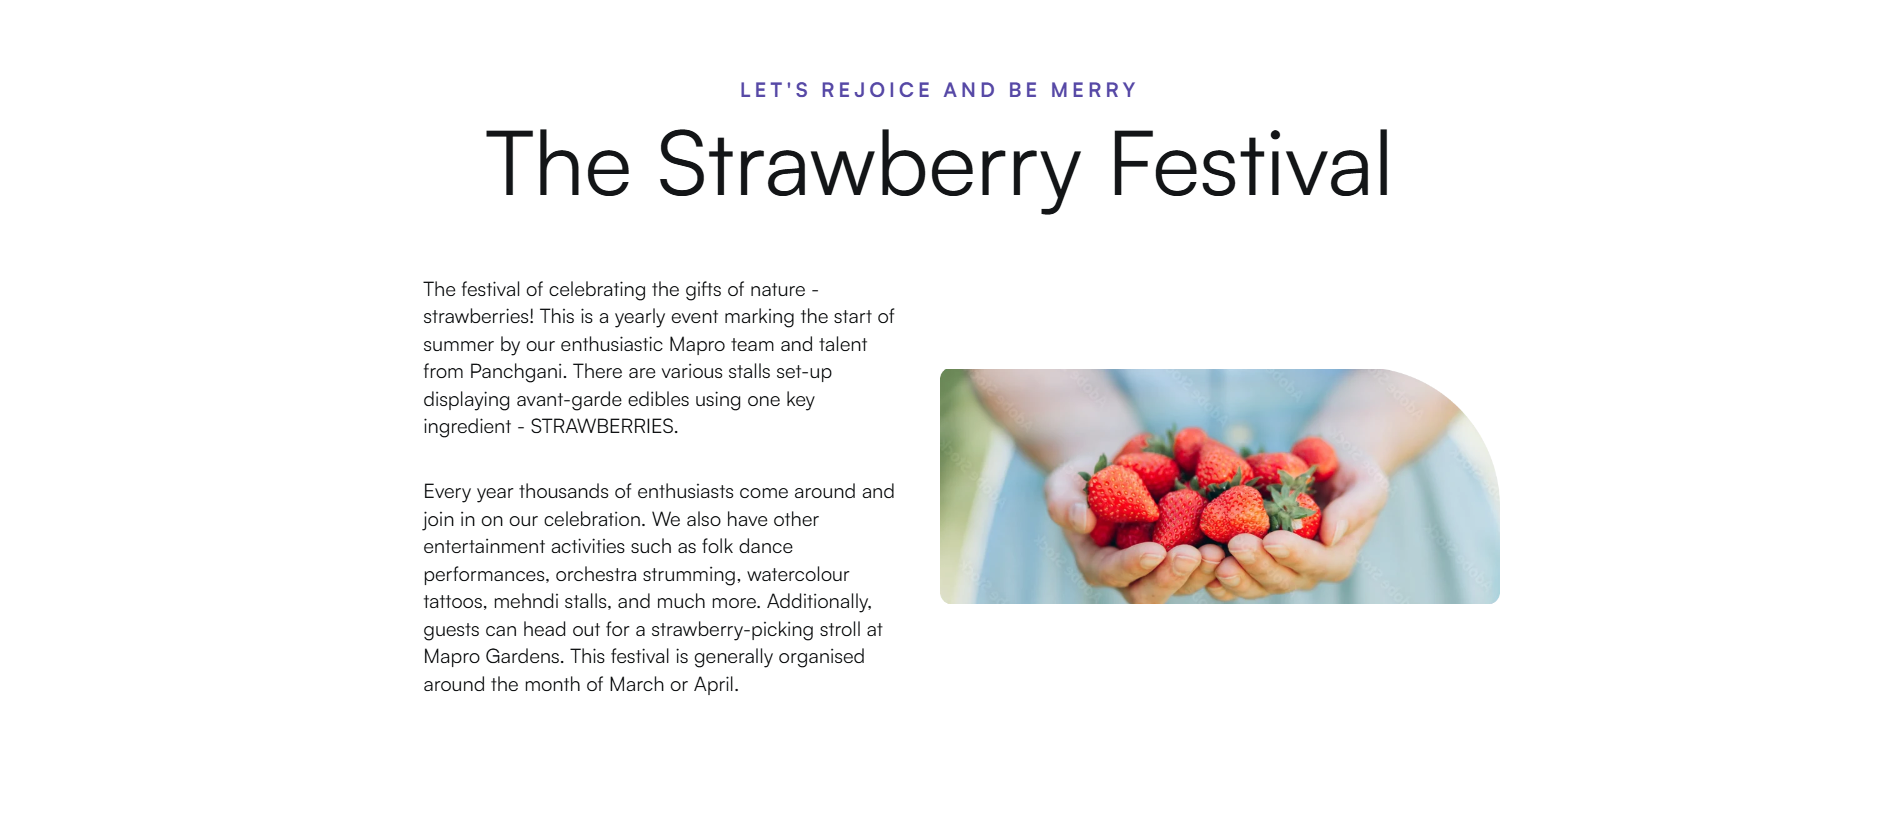 LET'S REJOICE AND BE MERRY
The Strawberry Festival
The festival of celebrating the gifts of nature -
strawberries! This is a yearly event marking the start of
summer by our enthusiastic Mapro team and talent
from Panchgani. There are various stalls set-up
displaying avant-garde edibles using one key
ingredient - STRAWBERRIES.
Every year thousands of enthusiasts come around and
join in on our celebration. We also have other
entertainment activities such as folk dance
performances, orchestra strumming, watercolour
tattoos, mehndi stalls, and much more. Additionally,
guests can head out for a strawberry-picking stroll at
Mapro Gardens. This festival is generally organised
around the month of March or April.